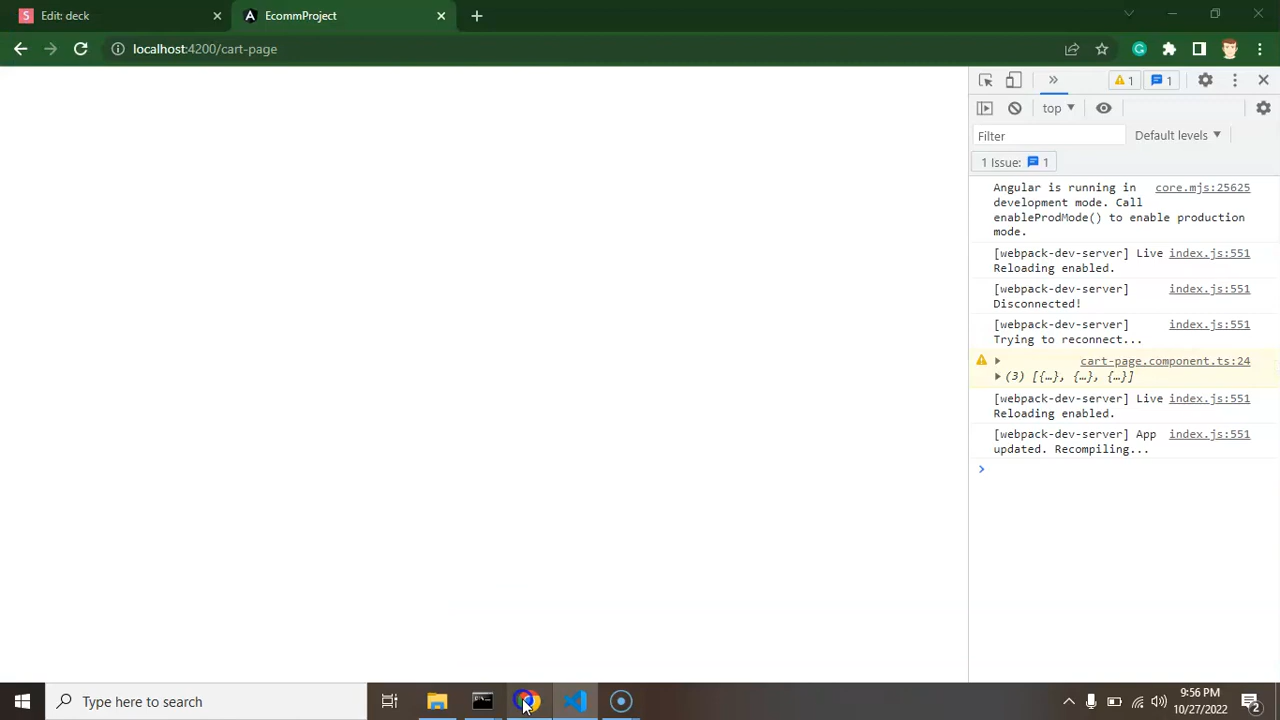 Edit: deck
EcommProject
localhost:4200/cart-page
1
1
top
Filter
Default levels
1 Issue: 1
Angular is running in core.mjs:25625
development mode. Call
enableProdMode() to enable production
mode.
[webpack-dev-server] Live index.js:551
Reloading enabled.
[webpack-dev-server] index.js:551
Disconnected!
[webpack-dev-server] index.js:551
Trying to reconnect...
cart-page.component.ts:24
(3) [{…}, {…}, {…}]
[webpack-dev-server] Live index.js:551
Reloading enabled.
[webpack-dev-server] App index.js:551
updated. Recompiling...
Type here to search
9:56 PM
10/27/2022
2